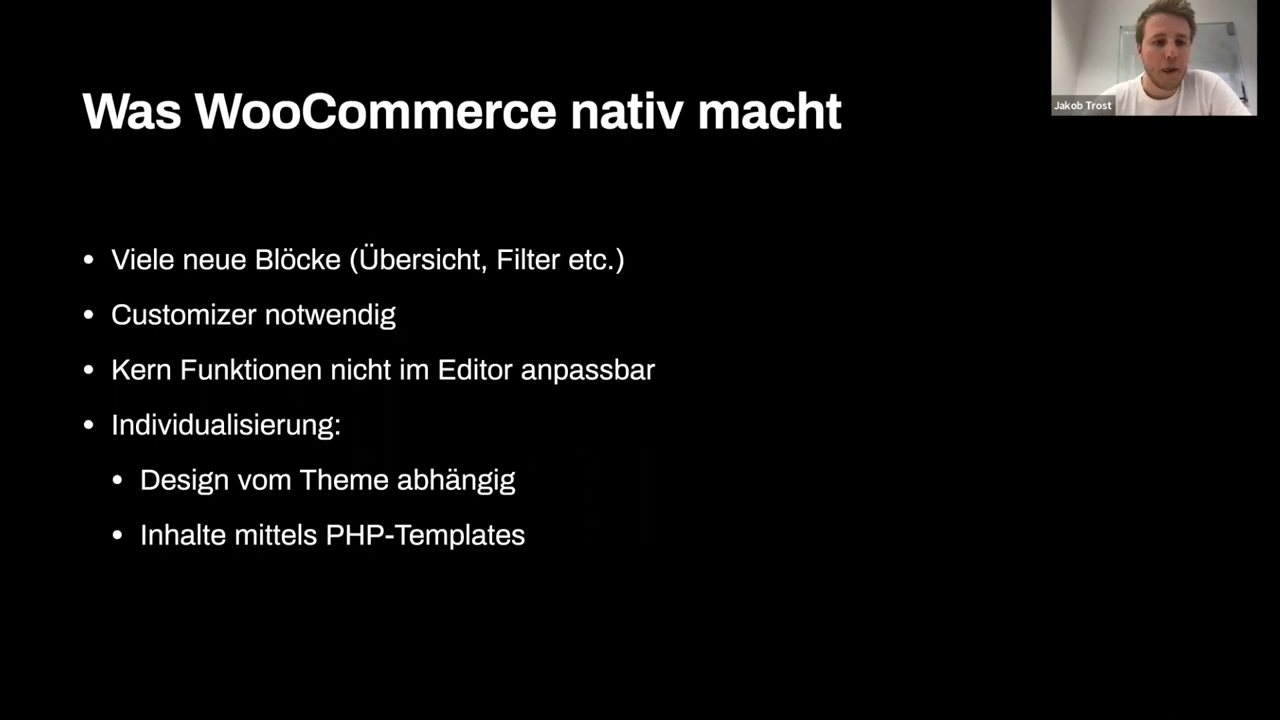 Was WooCommerce nativ macht
Jakob Trost
• Viele neue Blöcke (Übersicht, Filter etc.)
• Customizer notwendig
• Kern Funktionen nicht im Editor anpassbar
• Individualisierung:
• Design vom Theme abhängig
• Inhalte mittels PHP-Templates